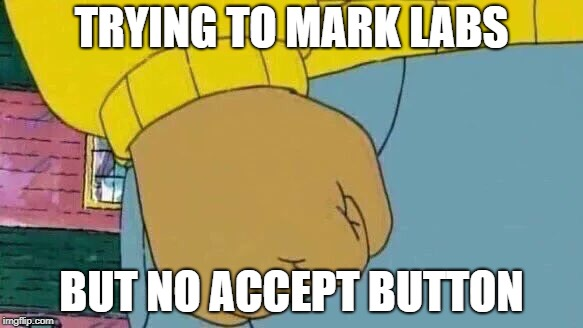 TRYING TO MARK LABS
BUT NO ACCEPT BUTTON
imgflip.com